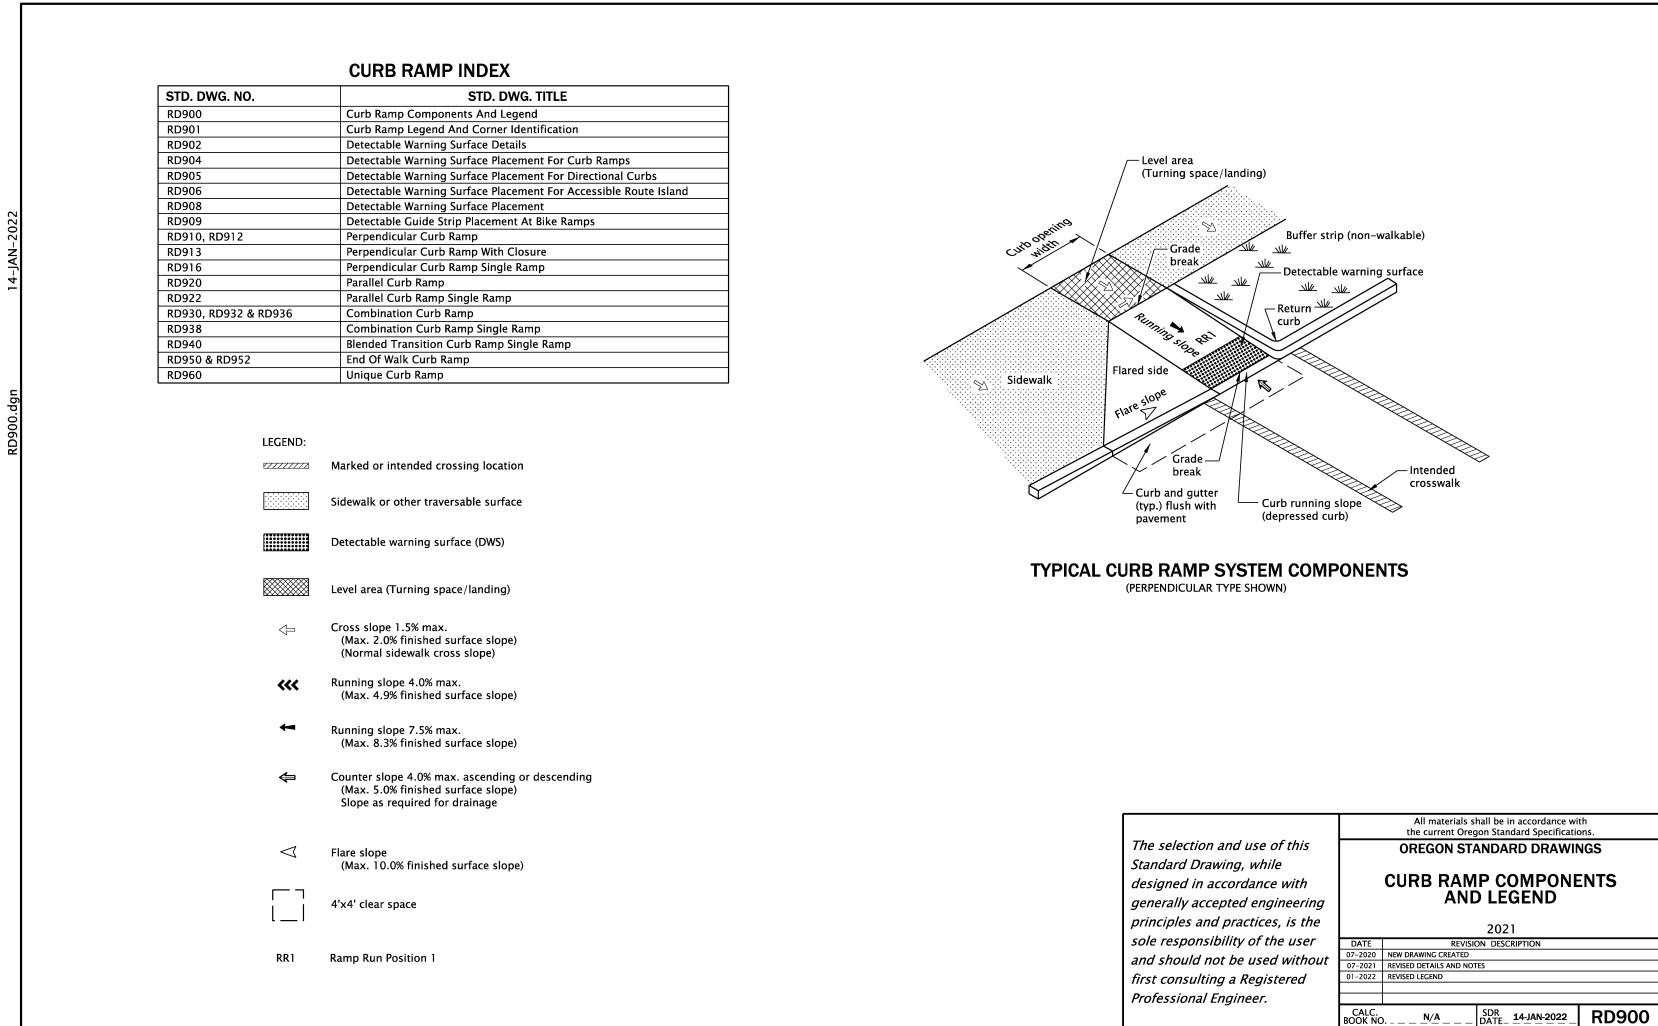 14-JAN-2022
RD900.dgn
CURB RAMP INDEX
STD. DWG. NO. STD. DWG. TITLE
RD900 Curb Ramp Components And Legend
RD901 Curb Ramp Legend And Corner Identification
RD902 Detectable Warning Surface Details
RD904 Detectable Warning Surface Placement For Curb Ramps
RD905 Detectable Warning Surface Placement For Directional Curbs
RD906 Detectable Warning Surface Placement For Accessible Route Island
RD908 Detectable Warning Surface Placement
RD909 Detectable Guide Strip Placement At Bike Ramps
RD910, RD912 Perpendicular Curb Ramp
RD913 Perpendicular Curb Ramp With Closure
RD916 Perpendicular Curb Ramp Single Ramp
RD920 Parallel Curb Ramp
RD922 Parallel Curb Ramp Single Ramp
RD930, RD932 & RD936 Combination Curb Ramp
RD938 Combination Curb Ramp Single Ramp
RD940 Blended Transition Curb Ramp Single Ramp
RD950 & RD952 End Of Walk Curb Ramp
RD960 Unique Curb Ramp
LEGEND:
Marked or intended crossing location
Sidewalk or other traversable surface
Detectable warning surface (DWS)
Level area (Turning space/landing)
Cross slope 1.5% max.
(Max. 2.0% finished surface slope)
(Normal sidewalk cross slope)
Running slope 4.0% max.
(Max. 4.9% finished surface slope)
Running slope 7.5% max.
(Max. 8.3% finished surface slope)
Counter slope 4.0% max. ascending or descending
(Max. 5.0% finished surface slope)
Slope as required for drainage
Flare slope
(Max. 10.0% finished surface slope)
4'x4' clear space
RR1 Ramp Run Position 1
Level area
(Turning space/landing)
Curb opening
width
Grade
break
Buffer strip (non-walkable)
Detectable warning surface
Return
curb
Running slope
RR1
Sidewalk
Flared side
Flare slope
Grade
break
Intended
crosswalk
Curb and gutter
(typ.) flush with
pavement
Curb running slope
(depressed curb)
TYPICAL CURB RAMP SYSTEM COMPONENTS
(PERPENDICULAR TYPE SHOWN)
The selection and use of this
Standard Drawing, while
designed in accordance with
generally accepted engineering
principles and practices, is the
sole responsibility of the user
and should not be used without
first consulting a Registered
Professional Engineer.
All materials shall be in accordance with
the current Oregon Standard Specifications.
OREGON STANDARD DRAWINGS
CURB RAMP COMPONENTS
AND LEGEND
2021
DATE REVISION DESCRIPTION
07-2020 NEW DRAWING CREATED
07-2021 REVISED DETAILS AND NOTES
01-2022 REVISED LEGEND
CALC.
BOOK NO. N/A
SDR
DATE 14-JAN-2022
RD900